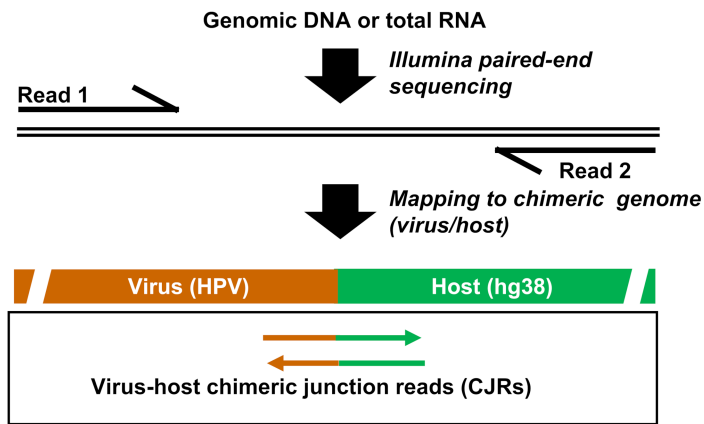 Genomic DNA or total RNA
Illumina paired-end
sequencing
Read 1
Read 2
Mapping to chimeric genome
(virus/host)
Virus (HPV)
Host (hg38)
Virus-host chimeric junction reads (CJRs)